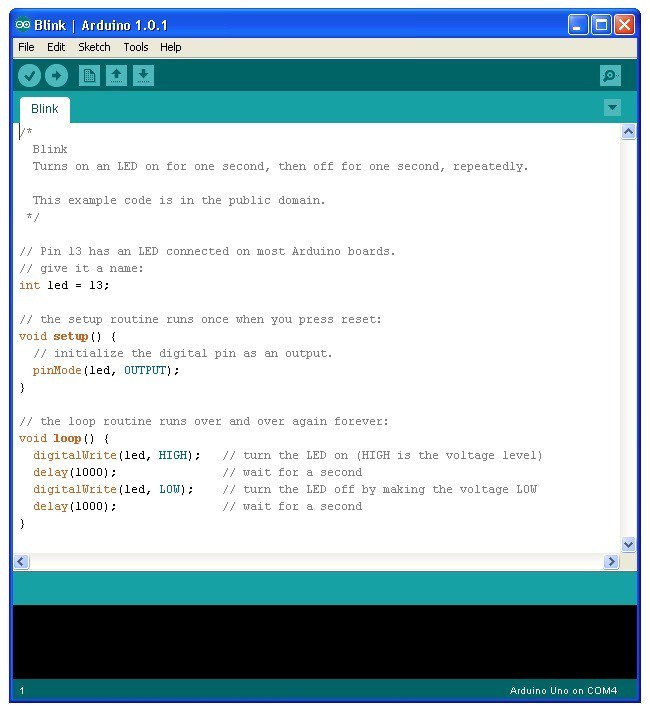 Blink | Arduino 1.0.1
File Edit Sketch Tools Help
Blink
/*
  Blink
  Turns on an LED on for one second, then off for one second, repeatedly.

  This example code is in the public domain.
 */

// Pin 13 has an LED connected on most Arduino boards.
// give it a name:
int led = 13;

// the setup routine runs once when you press reset:
void setup() {
  // initialize the digital pin as an output.
  pinMode(led, OUTPUT);
}

// the loop routine runs over and over again forever:
void loop() {
  digitalWrite(led, HIGH);   // turn the LED on (HIGH is the voltage level)
  delay(1000);               // wait for a second
  digitalWrite(led, LOW);    // turn the LED off by making the voltage LOW
  delay(1000);               // wait for a second
}
1 Arduino Uno on COM4